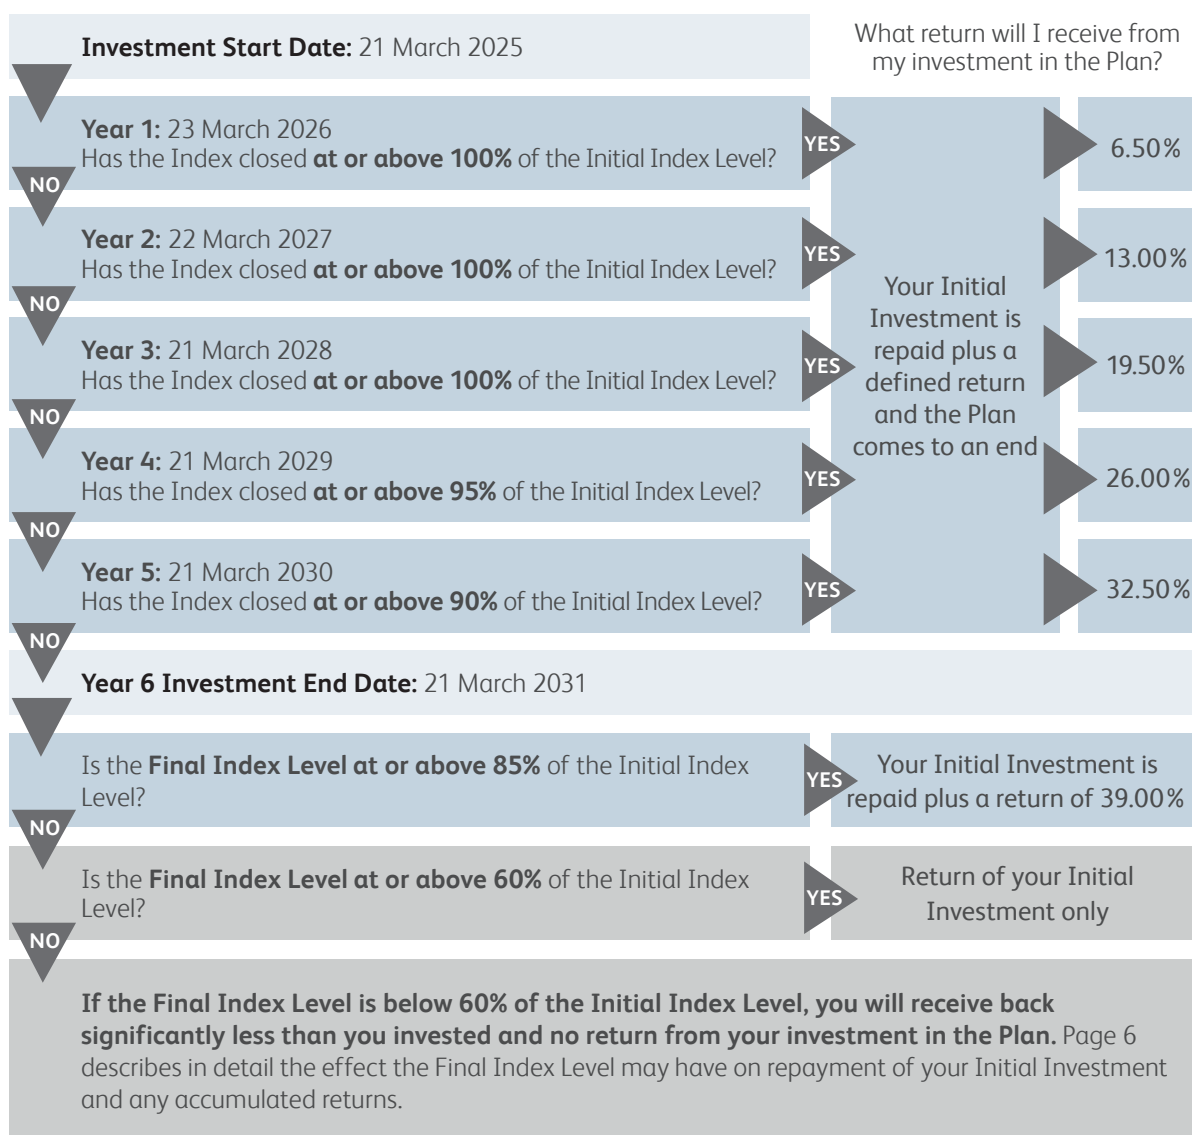 Investment Start Date: 21 March 2025
What return will I receive from
my investment in the Plan?
Year 1: 23 March 2026
Has the Index closed at or above 100% of the Initial Index Level?
YES
6.50%
NO
Year 2: 22 March 2027
Has the Index closed at or above 100% of the Initial Index Level?
YES
13.00%
NO
Year 3: 21 March 2028
Has the Index closed at or above 100% of the Initial Index Level?
YES
19.50%
NO
Year 4: 21 March 2029
Has the Index closed at or above 95% of the Initial Index Level?
YES
26.00%
NO
Year 5: 21 March 2030
Has the Index closed at or above 90% of the Initial Index Level?
YES
32.50%
Your Initial
Investment is
repaid plus a
defined return
and the Plan
comes to an end
NO
Year 6 Investment End Date: 21 March 2031
Is the Final Index Level at or above 85% of the Initial Index
Level?
YES
Your Initial Investment is
repaid plus a return of 39.00%
NO
Is the Final Index Level at or above 60% of the Initial Index
Level?
YES
Return of your Initial
Investment only
NO
If the Final Index Level is below 60% of the Initial Index Level, you will receive back
significantly less than you invested and no return from your investment in the Plan. Page 6
describes in detail the effect the Final Index Level may have on repayment of your Initial Investment
and any accumulated returns.